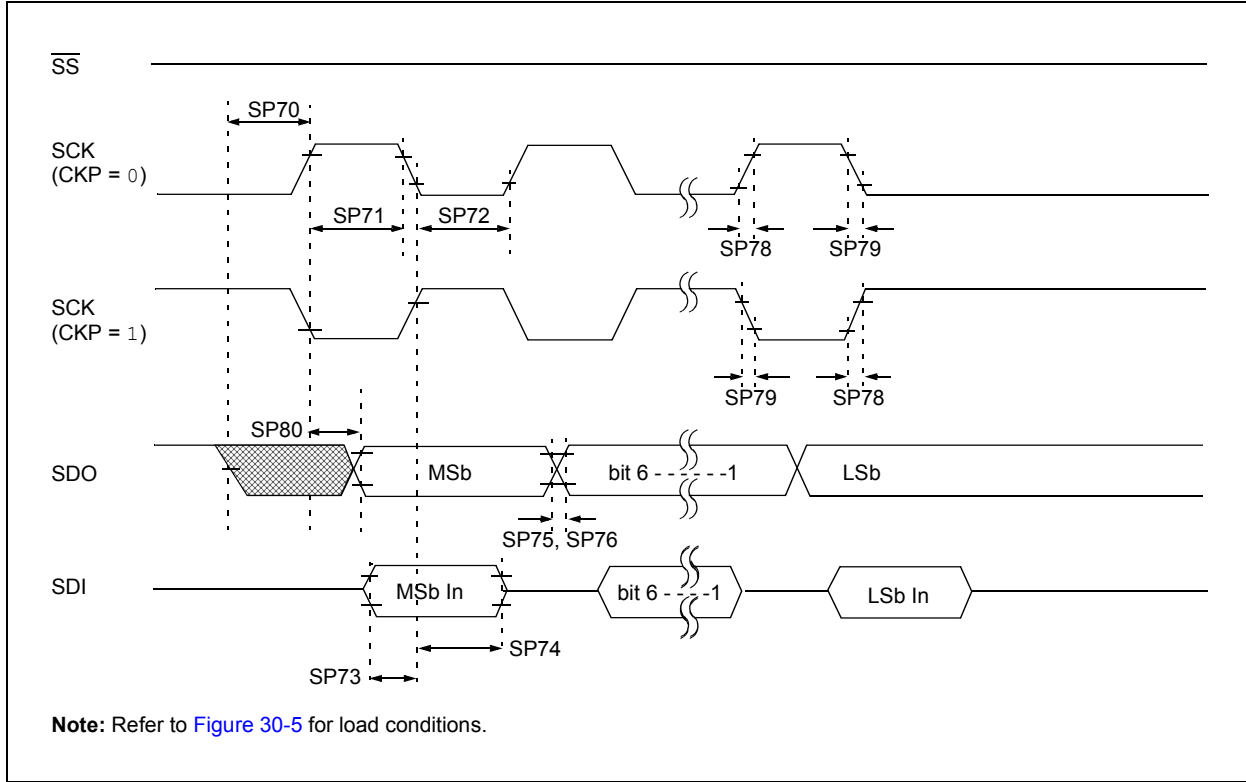 SS
SP70
SCK
(CKP = 0)
SP71
SP72
SP78
SP79
SCK
(CKP = 1)
SP79
SP78
SP80
SDO
MSb
bit 6 - - - - - - -1
LSb
SP75, SP76
SDI
MSb In
bit 6 - - - - -1
LSb In
SP74
SP73
Note: Refer to Figure 30-5 for load conditions.